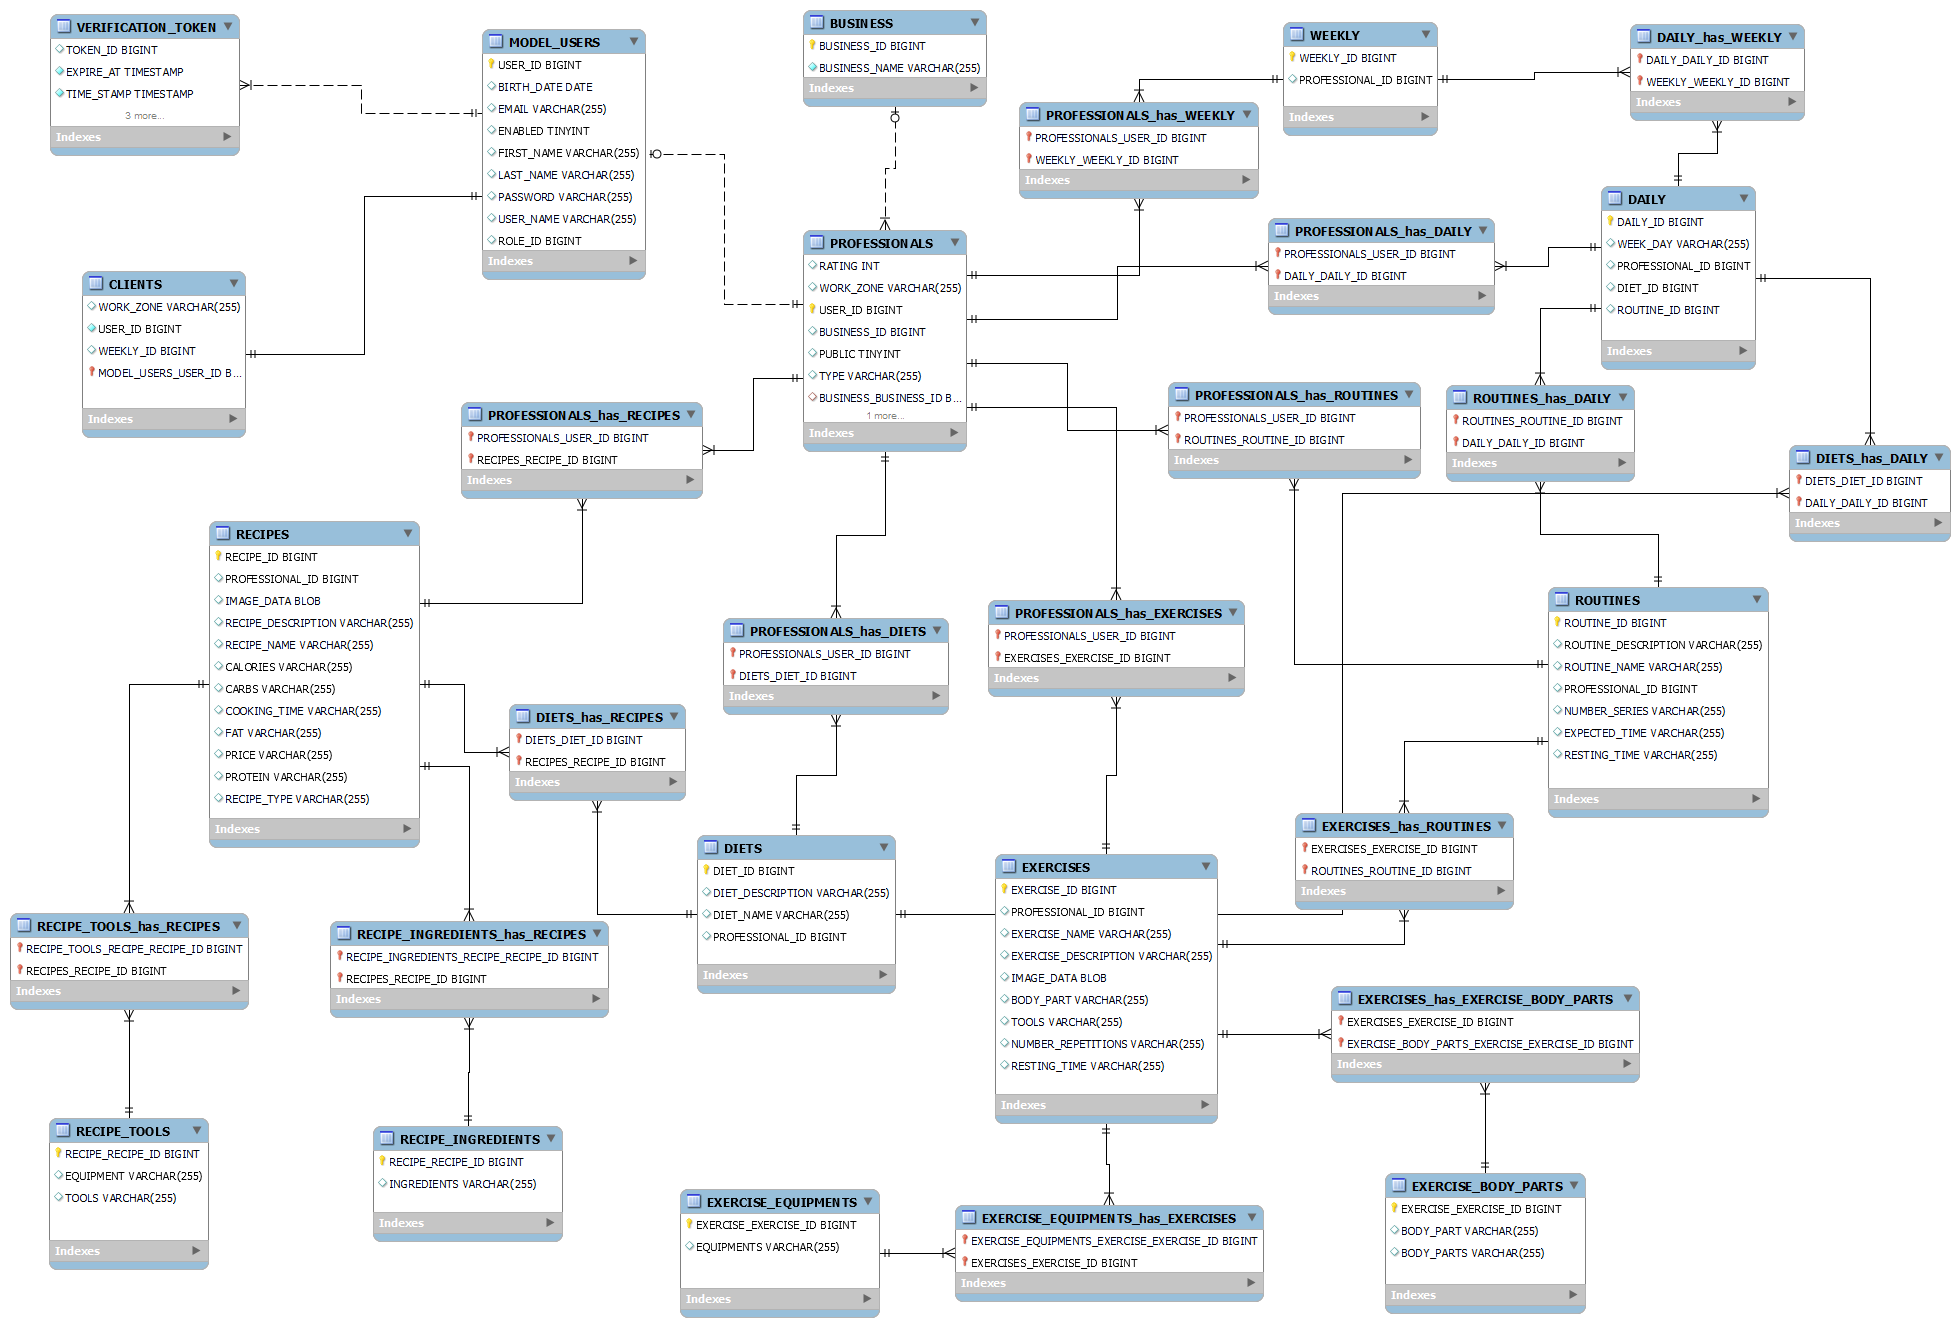 VERIFICATION_TOKEN
TOKEN_ID BIGINT
EXPIRE_AT TIMESTAMP
TIME_STAMP TIMESTAMP
3 more...
Indexes
MODEL_USERS
USER_ID BIGINT
BIRTH_DATE DATE
EMAIL VARCHAR(255)
ENABLED TINYINT
FIRST_NAME VARCHAR(255)
LAST_NAME VARCHAR(255)
PASSWORD VARCHAR(255)
USER_NAME VARCHAR(255)
ROLE_ID BIGINT
Indexes
BUSINESS
BUSINESS_ID BIGINT
BUSINESS_NAME VARCHAR(255)
Indexes
WEEKLY
WEEKLY_ID BIGINT
PROFESSIONAL_ID BIGINT
Indexes
DAILY_has_WEEKLY
DAILY_DAILY_ID BIGINT
WEEKLY_WEEKLY_ID BIGINT
Indexes
PROFESSIONALS_has_WEEKLY
PROFESSIONALS_USER_ID BIGINT
WEEKLY_WEEKLY_ID BIGINT
Indexes
DAILY
DAILY_ID BIGINT
WEEK_DAY VARCHAR(255)
PROFESSIONAL_ID BIGINT
DIET_ID BIGINT
ROUTINE_ID BIGINT
Indexes
PROFESSIONALS_has_DAILY
PROFESSIONALS_USER_ID BIGINT
DAILY_DAILY_ID BIGINT
Indexes
PROFESSIONALS
RATING INT
WORK_ZONE VARCHAR(255)
USER_ID BIGINT
BUSINESS_ID BIGINT
PUBLIC TINYINT
TYPE VARCHAR(255)
BUSINESS_BUSINESS_ID B...
1 more...
Indexes
CLIENTS
WORK_ZONE VARCHAR(255)
USER_ID BIGINT
WEEKLY_ID BIGINT
MODEL_USERS_USER_ID B...
Indexes
PROFESSIONALS_has_RECIPES
PROFESSIONALS_USER_ID BIGINT
RECIPES_RECIPE_ID BIGINT
Indexes
PROFESSIONALS_has_ROUTINES
PROFESSIONALS_USER_ID BIGINT
ROUTINES_ROUTINE_ID BIGINT
Indexes
ROUTINES_has_DAILY
ROUTINES_ROUTINE_ID BIGINT
DAILY_DAILY_ID BIGINT
Indexes
DIETS_has_DAILY
DIETS_DIET_ID BIGINT
DAILY_DAILY_ID BIGINT
Indexes
RECIPES
RECIPE_ID BIGINT
PROFESSIONAL_ID BIGINT
IMAGE_DATA BLOB
RECIPE_DESCRIPTION VARCHAR(255)
RECIPE_NAME VARCHAR(255)
CALORIES VARCHAR(255)
CARBS VARCHAR(255)
COOKING_TIME VARCHAR(255)
FAT VARCHAR(255)
PRICE VARCHAR(255)
PROTEIN VARCHAR(255)
RECIPE_TYPE VARCHAR(255)
Indexes
PROFESSIONALS_has_DIETS
PROFESSIONALS_USER_ID BIGINT
DIETS_DIET_ID BIGINT
Indexes
PROFESSIONALS_has_EXERCISES
PROFESSIONALS_USER_ID BIGINT
EXERCISES_EXERCISE_ID BIGINT
Indexes
ROUTINES
ROUTINE_ID BIGINT
ROUTINE_DESCRIPTION VARCHAR(255)
ROUTINE_NAME VARCHAR(255)
PROFESSIONAL_ID BIGINT
NUMBER_SERIES VARCHAR(255)
EXPECTED_TIME VARCHAR(255)
RESTING_TIME VARCHAR(255)
Indexes
DIETS_has_RECIPES
DIETS_DIET_ID BIGINT
RECIPES_RECIPE_ID BIGINT
Indexes
DIETS
DIET_ID BIGINT
DIET_DESCRIPTION VARCHAR(255)
DIET_NAME VARCHAR(255)
PROFESSIONAL_ID BIGINT
Indexes
EXERCISES
EXERCISE_ID BIGINT
PROFESSIONAL_ID BIGINT
EXERCISE_NAME VARCHAR(255)
EXERCISE_DESCRIPTION VARCHAR(255)
IMAGE_DATA BLOB
BODY_PART VARCHAR(255)
TOOLS VARCHAR(255)
NUMBER_REPETITIONS VARCHAR(255)
RESTING_TIME VARCHAR(255)
Indexes
EXERCISES_has_ROUTINES
EXERCISES_EXERCISE_ID BIGINT
ROUTINES_ROUTINE_ID BIGINT
Indexes
RECIPE_TOOLS_has_RECIPES
RECIPE_TOOLS_RECIPE_RECIPE_ID BIGINT
RECIPES_RECIPE_ID BIGINT
Indexes
RECIPE_INGREDIENTS_has_RECIPES
RECIPE_INGREDIENTS_RECIPE_RECIPE_ID BIGINT
RECIPES_RECIPE_ID BIGINT
Indexes
EXERCISES_has_EXERCISE_BODY_PARTS
EXERCISES_EXERCISE_ID BIGINT
EXERCISE_BODY_PARTS_EXERCISE_EXERCISE_ID BIGINT
Indexes
RECIPE_TOOLS
RECIPE_RECIPE_ID BIGINT
EQUIPMENT VARCHAR(255)
TOOLS VARCHAR(255)
Indexes
RECIPE_INGREDIENTS
RECIPE_RECIPE_ID BIGINT
INGREDIENTS VARCHAR(255)
Indexes
EXERCISE_EQUIPMENTS
EXERCISE_EXERCISE_ID BIGINT
EQUIPMENTS VARCHAR(255)
Indexes
EXERCISE_EQUIPMENTS_has_EXERCISES
EXERCISE_EQUIPMENTS_EXERCISE_EXERCISE_ID BIGINT
EXERCISES_EXERCISE_ID BIGINT
Indexes
EXERCISE_BODY_PARTS
EXERCISE_EXERCISE_ID BIGINT
BODY_PART VARCHAR(255)
BODY_PARTS VARCHAR(255)
Indexes